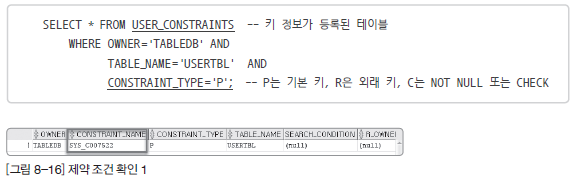 SELECT * FROM USER_CONSTRAINTS -- 키 정보가 등록된 테이블
WHERE OWNER='TABLEDB' AND
TABLE_NAME='USERTBL' AND
CONSTRAINT_TYPE='P'; -- P는 기본 키, R은 외래 키, C는 NOT NULL 또는 CHECK
OWNER CONSTRAINT_NAME CONSTRAINT_TYPE TABLE_NAME SEARCH_CONDITION R_OWNER
1 TABLEDB SYS_C007522 P USERTBL (null) (null)
[그림 8-16] 제약 조건 확인 1